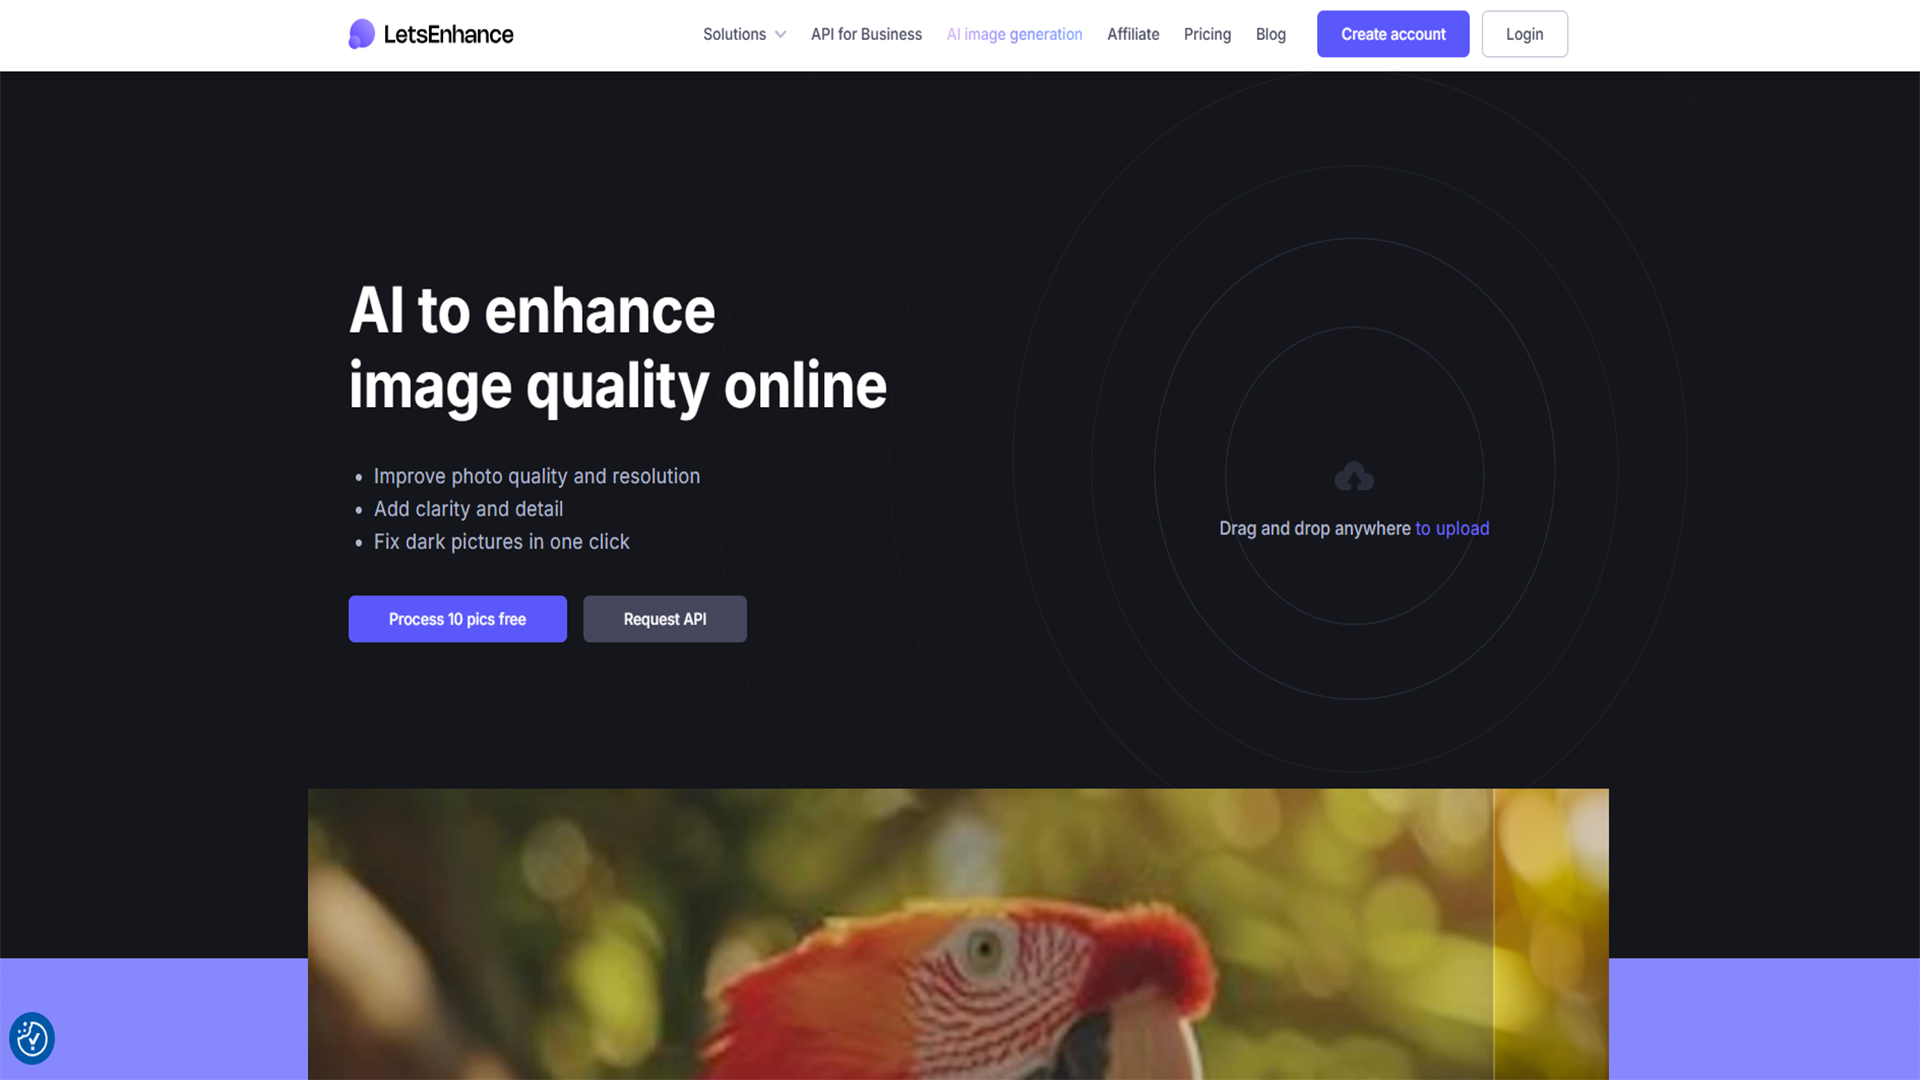 LetsEnhance
Solutions
API for Business
AI image generation
Affiliate
Pricing
Blog
Create account
Login
AI to enhance
image quality online
Improve photo quality and resolution
Add clarity and detail
Fix dark pictures in one click
Process 10 pics free
Request API
Drag and drop anywhere to upload